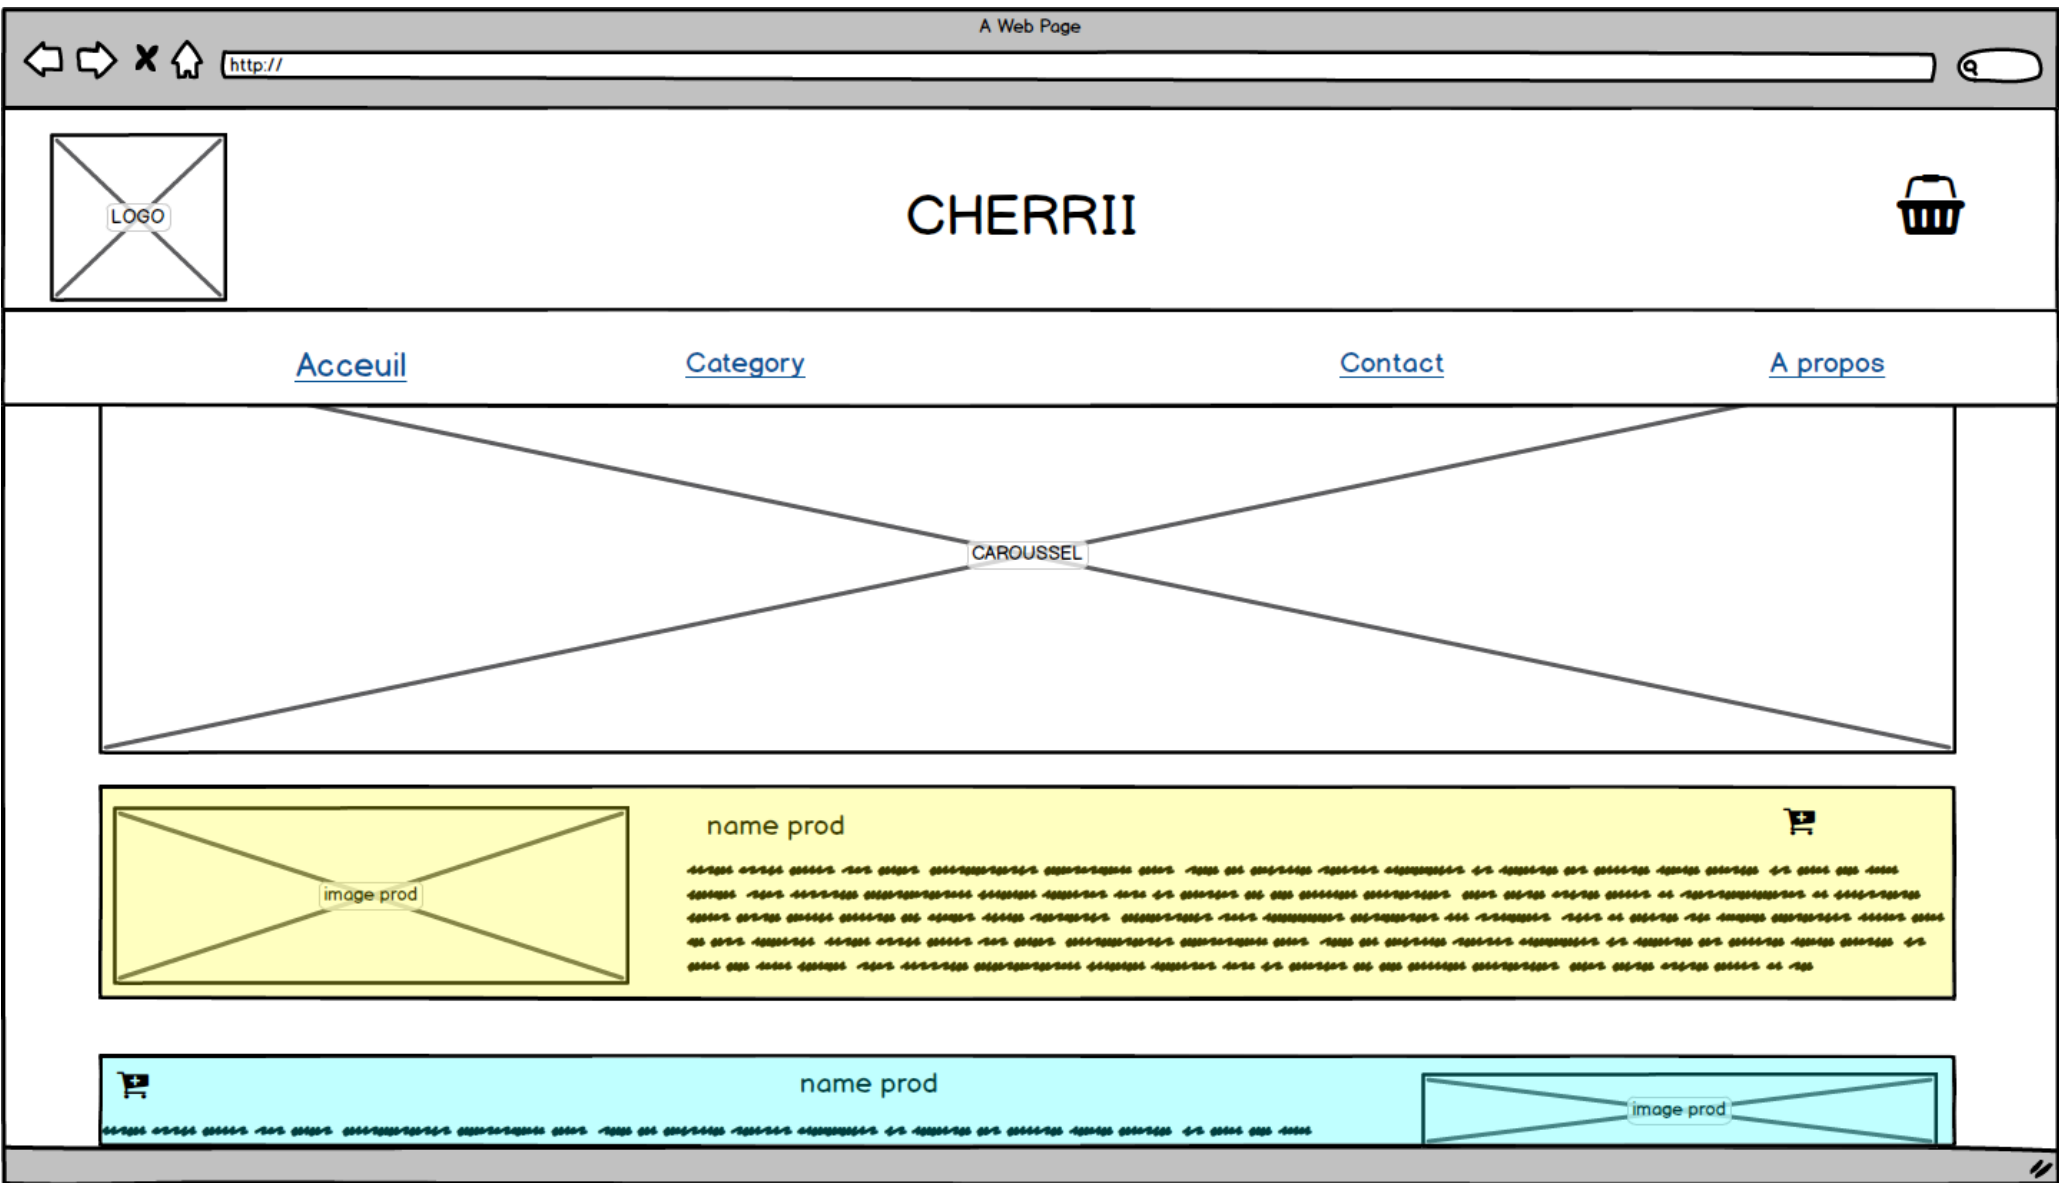 A Web Page
http://
LOGO
CHERRII
Acceuil
Category
Contact
A propos
CAROUSSEL
name prod
image prod
name prod
image prod